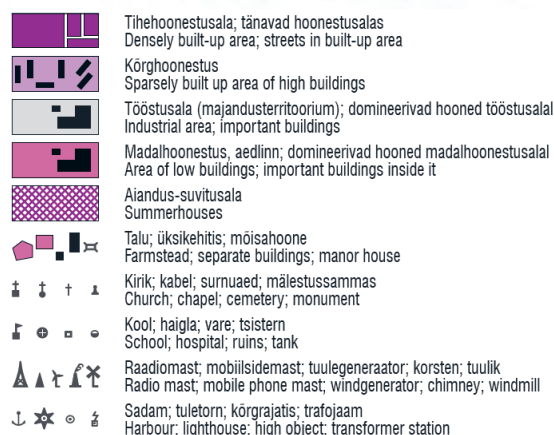 Tihehoonestusala; tänavad hoonestusalas
Densely built-up area; streets in built-up area
Kõrghoonestus
Sparsely built up area of high buildings
Tööstusala (majandusterritoorium); domineerivad hooned tööstusalal
Industrial area; important buildings
Madalhoonestus, aedlinn; domineerivad hooned madalhoonestusalal
Area of low buildings; important buildings inside it
Aiandus-suvitusala
Summerhouses
Talu; üksikehitis; mõisahoone
Farmstead; separate buildings; manor house
Kirik; kabel; surnuaed; mälestussammas
Church; chapel; cemetery; monument
Kool; haigla; vare; tsistern
School; hospital; ruins; tank
Raadiomast; mobiilsidemast; tuulegeneraator; korsten; tuulik
Radio mast; mobile phone mast; windgenerator; chimney; windmill
Sadam; tuletorn; kõrgrajatis; trafojaam
Harbour; lighthouse; high object; transformer station